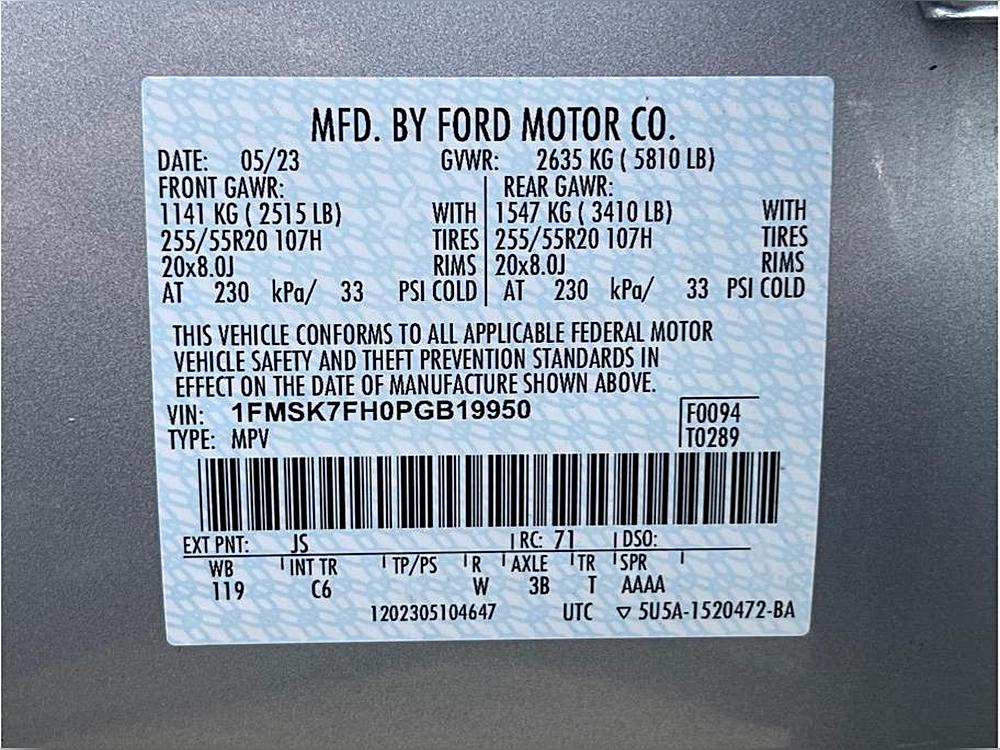 MFD. BY FORD MOTOR CO.
DATE: 05/23 GVWR: 2635 KG ( 5810 LB)
FRONT GAWR: REAR GAWR:
1141 KG ( 2515 LB) WITH 1547 KG ( 3410 LB) WITH
255/55R20 107H TIRES 255/55R20 107H TIRES
20x8.0J RIMS 20x8.0J RIMS
AT 230 kPa/ 33 PSI COLD AT 230 kPa/ 33 PSI COLD
THIS VEHICLE CONFORMS TO ALL APPLICABLE FEDERAL MOTOR
VEHICLE SAFETY AND THEFT PREVENTION STANDARDS IN
EFFECT ON THE DATE OF MANUFACTURE SHOWN ABOVE.
VIN: 1FMSK7FH0PGB19950 F0094
TYPE: MPV T0289
EXT PNT: JS RC: 71 DSO:
WB INT TR TP/PS R AXLE TR SPR
119 C6 W 3B T AAAA
1202305104647 UTC ▽ 5U5A-1520472-BA